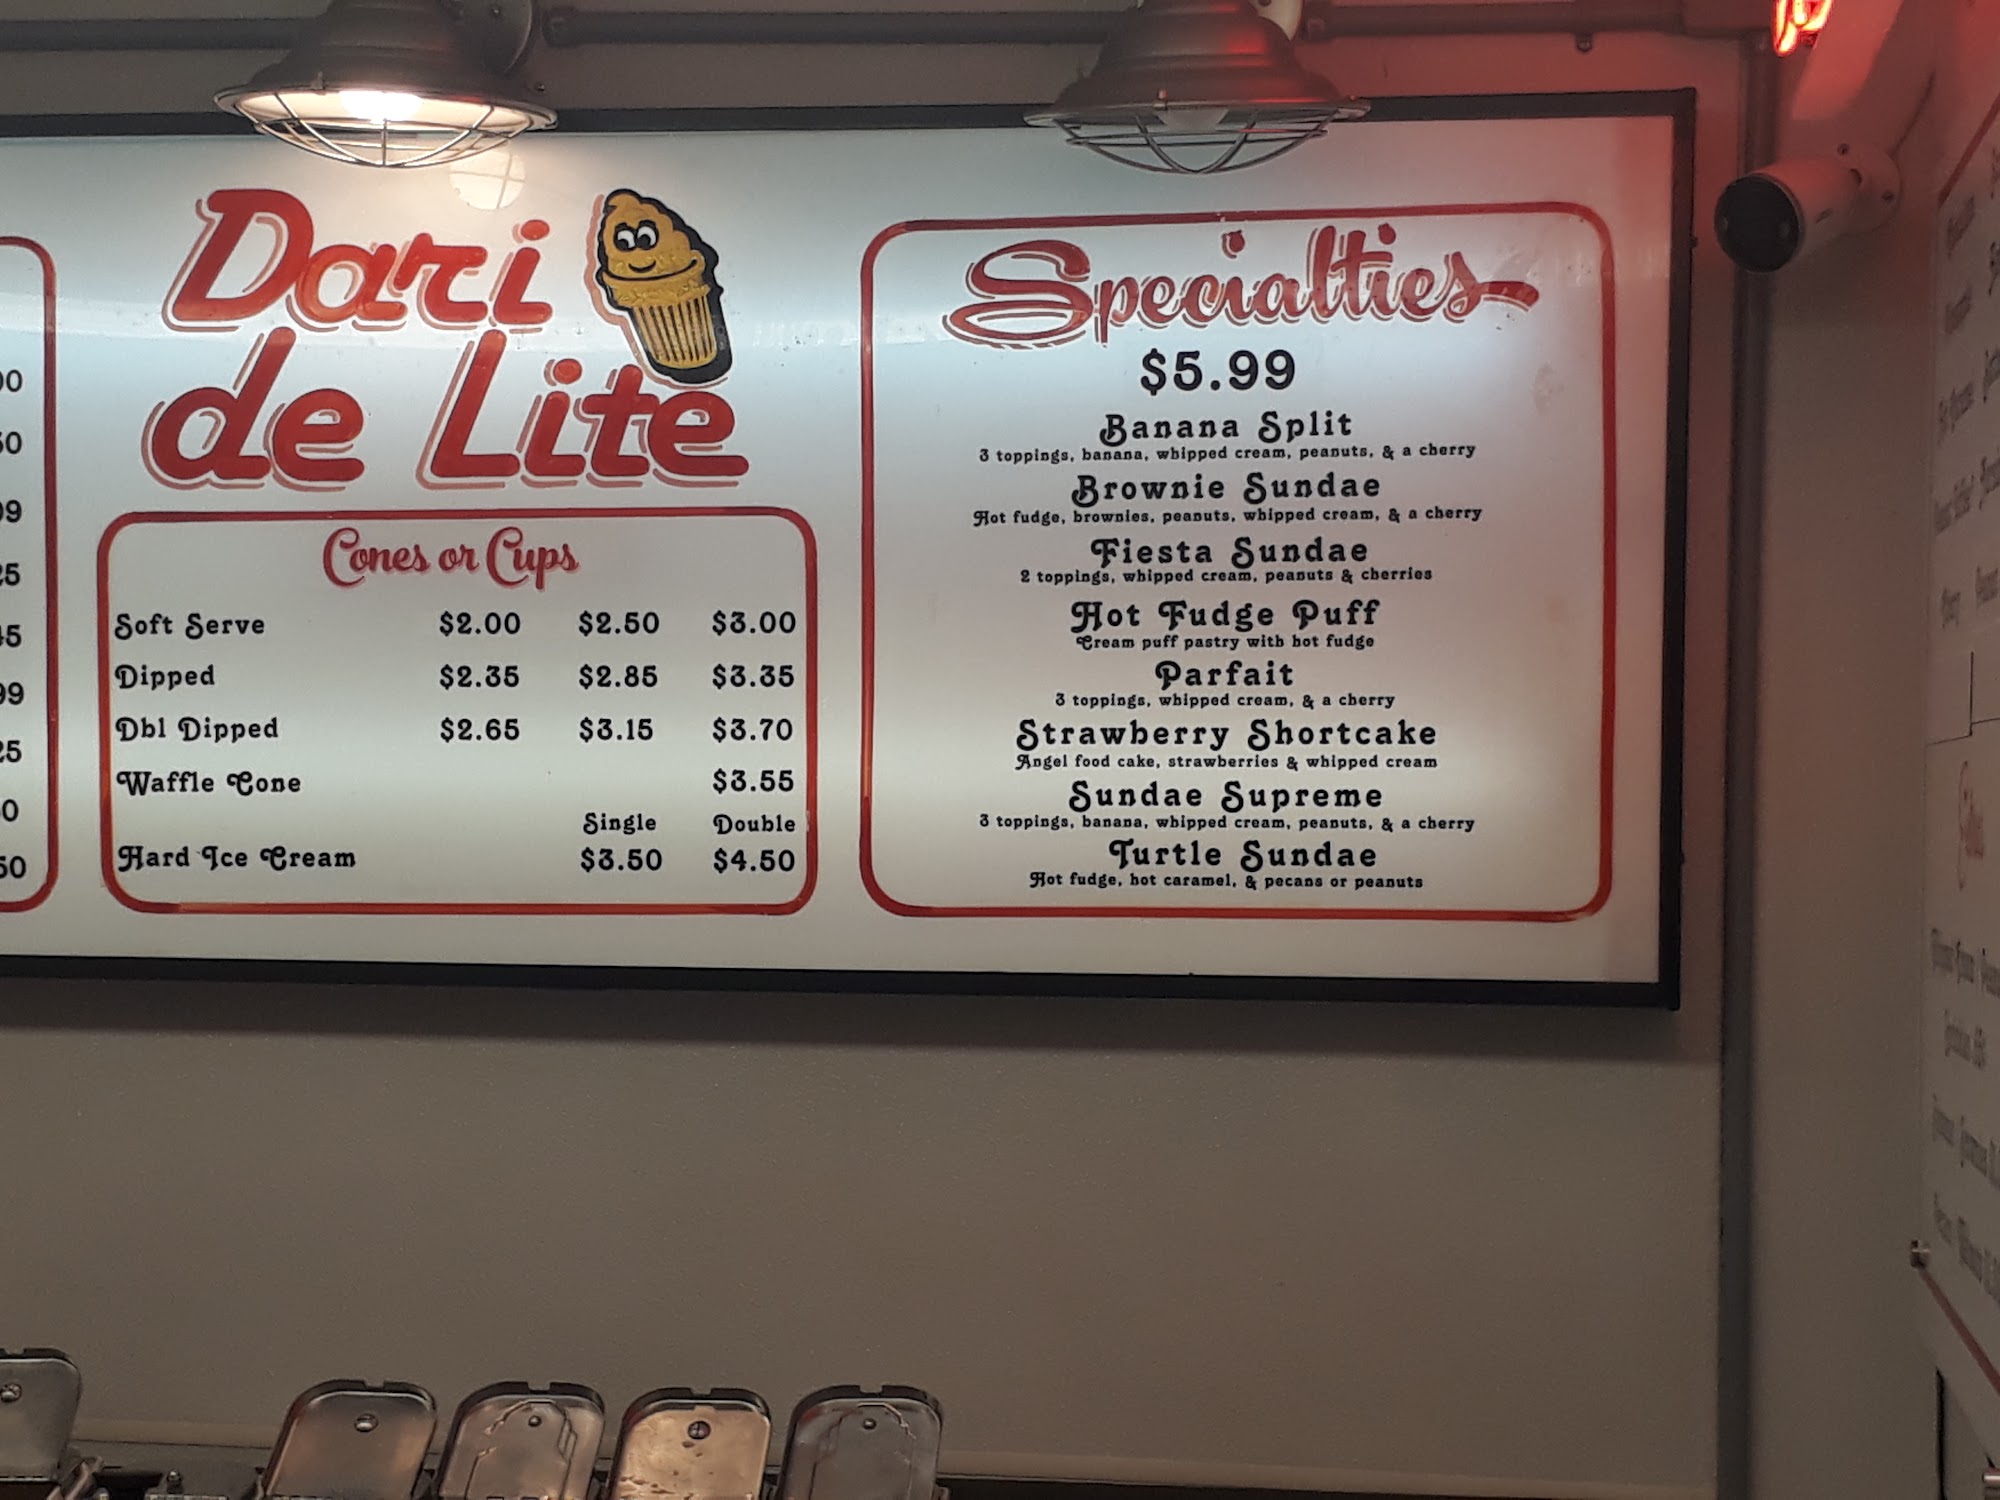 Dari
de Lite
Cones or Cups
Soft Serve $2.00 $2.50 $3.00
Dipped $2.35 $2.85 $3.35
Dbl Dipped $2.65 $3.15 $3.70
Waffle Cone $3.55
Single Double
Hard Ice Cream $3.50 $4.50
Specialties
$5.99
Banana Split
3 toppings, banana, whipped cream, peanuts, & a cherry
Brownie Sundae
Hot fudge, brownies, peanuts, whipped cream, & a cherry
Fiesta Sundae
2 toppings, whipped cream, peanuts & cherries
Hot Fudge Puff
Cream puff pastry with hot fudge
Parfait
3 toppings, whipped cream, & a cherry
Strawberry Shortcake
Angel food cake, strawberries & whipped cream
Sundae Supreme
3 toppings, banana, whipped cream, peanuts, & a cherry
Turtle Sundae
Hot fudge, hot caramel, & pecans or peanuts